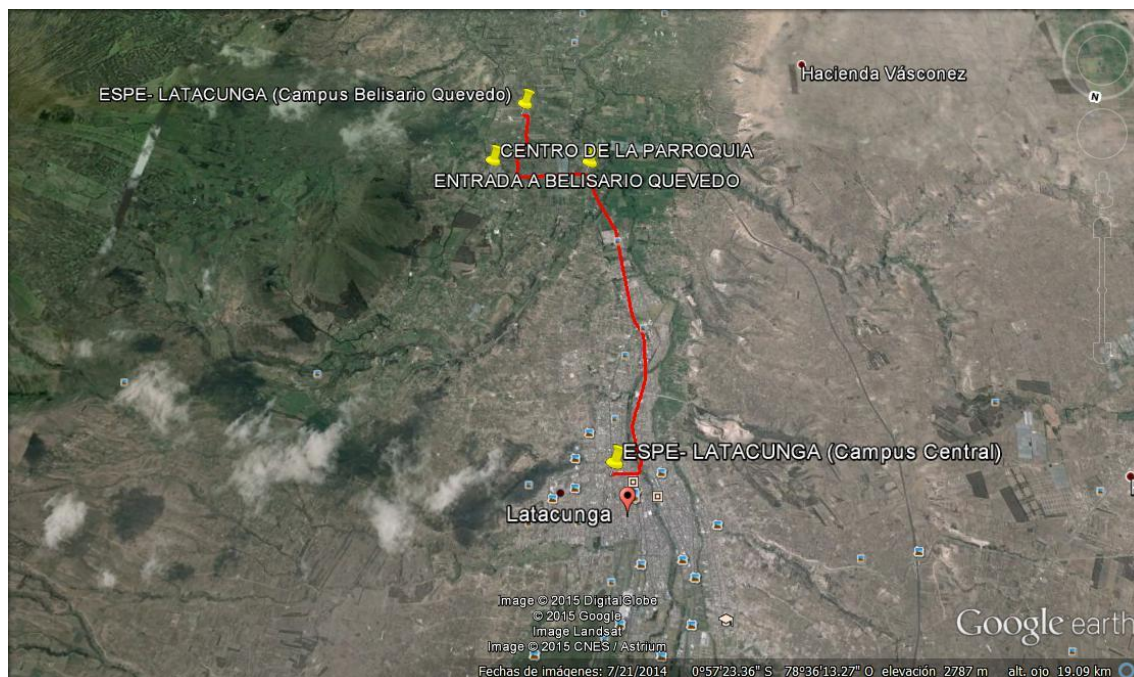 Hacienda Vásconez
N
ESPE- LATACUNGA (Campus Belisario Quevedo)
CENTRO DE LA PARROQUIA
ENTRADA A BELISARIO QUEVEDO
ESPE- LATACUNGA (Campus Central)
Latacunga
Image © 2015 DigitalGlobe
© 2015 Google
Image Landsat
Image © 2015 CNES / Astrium
Google earth
Fechas de imágenes: 7/21/2014 0°57'23.36" S 78°36'13.27" O elevación 2787 m alt. ojo 19.09 km